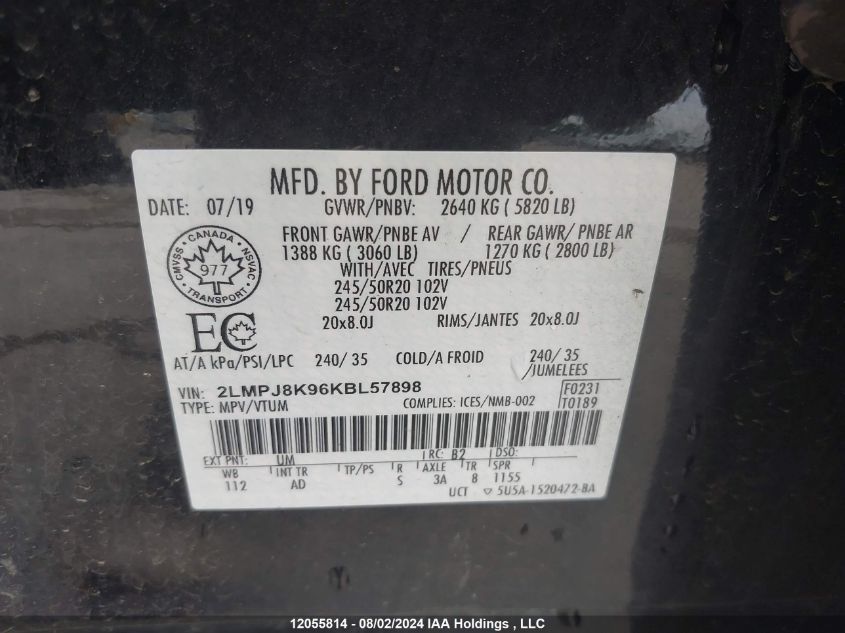 MFD. BY FORD MOTOR CO.
DATE: 07/19 GVWR/PNBV: 2640 KG ( 5820 LB)
FRONT GAWR/PNBE AV / REAR GAWR/ PNBE AR
1388 KG ( 3060 LB) 1270 KG ( 2800 LB)
WITH/AVEC TIRES/PNEUS
245/50R20 102V
245/50R20 102V
20x8.0J RIMS/JANTES 20x8.0J
CMVSS · CANADA · NSVAC
977
TRANSPORT
EC
AT/A kPa/PSI/LPC 240/ 35 COLD/A FROID 240/ 35
/JUMELEES
VIN: 2LMPJ8K96KBL57898 F0231
TYPE: MPV/VTUM COMPLIES: ICES/NMB-002 T0189
EXT PNT: UM RC: B2 DSO:
WB INT TR TP/PS R AXLE TR SPR
112 AD S 3A 8 1155
UCT ▽ 5U5A-1520472-BA
12055814 - 08/02/2024 IAA Holdings , LLC